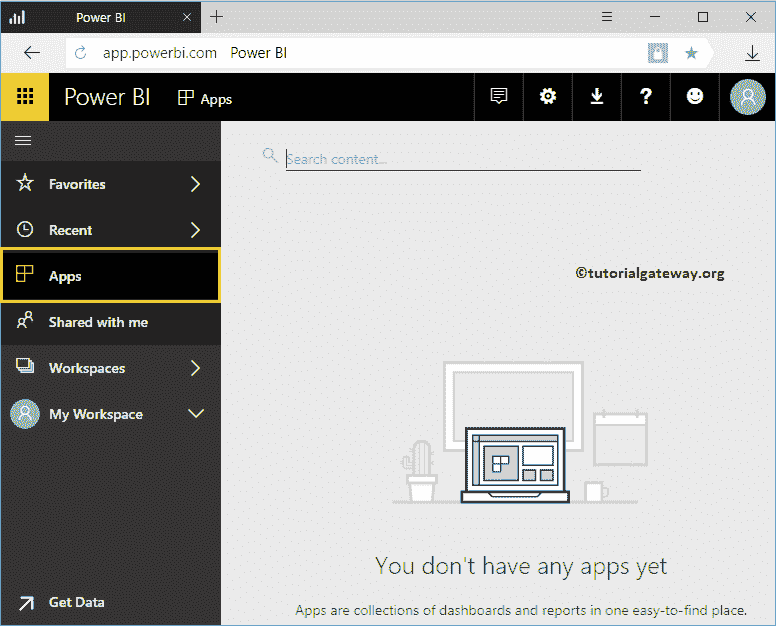 Power BI
app.powerbi.com Power BI
Power BI Apps
Favorites
Recent
Apps
Shared with me
Workspaces
My Workspace
Get Data
Search content...
©tutorialgateway.org
You don't have any apps yet
Apps are collections of dashboards and reports in one easy-to-find place.